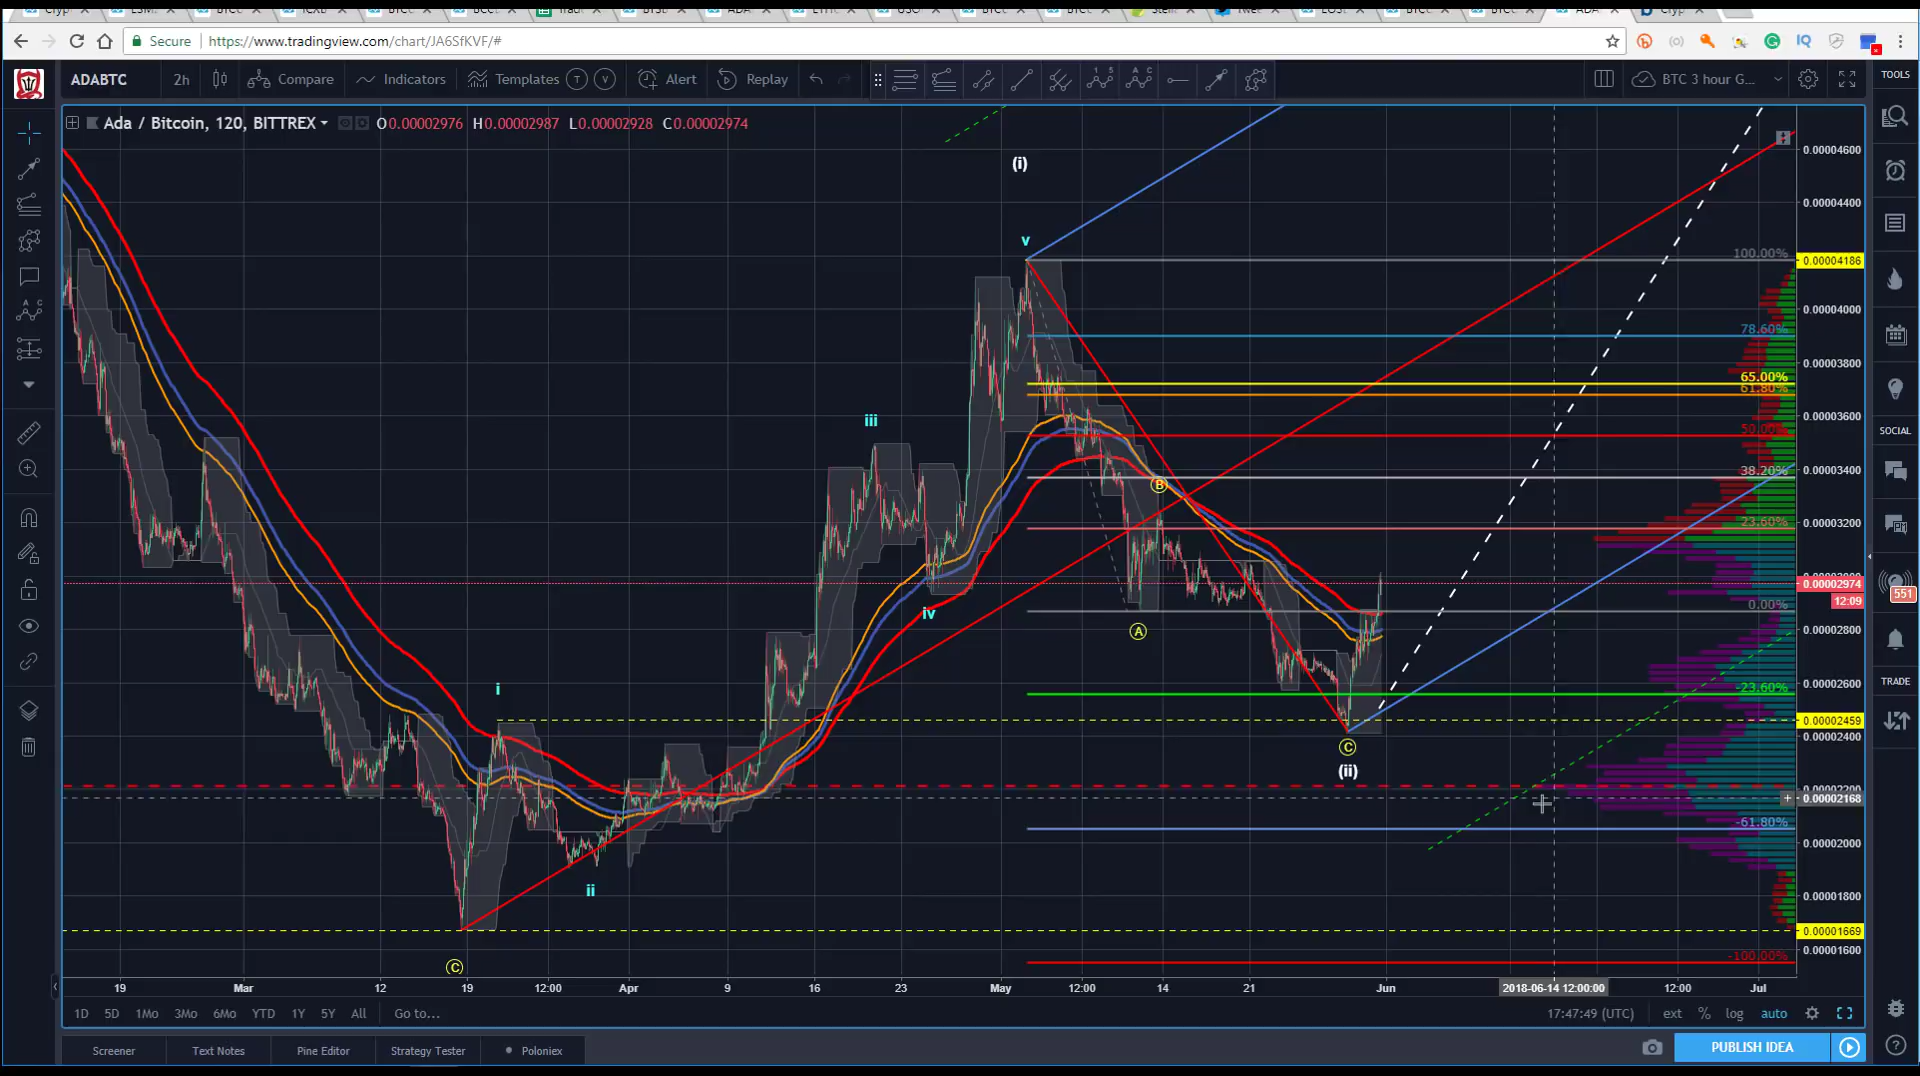 Secure https://www.tradingview.com/chart/JA6SfKVF/#
ADABTC 2h Compare Indicators Templates T V Alert Replay BTC 3 hour G...
TOOLS
Ada / Bitcoin, 120, BITTREX O0.00002976 H0.00002987 L0.00002928 C0.00002974
0.00004600
(i)
0.00004400
v
100.00%
0.00004186
0.00004000
78.60%
0.00003800
65.00%
61.80%
0.00003600
iii
SOCIAL
50.00%
38.20%
0.00003400
B
23.60%
0.00003200
0.00002974
12:09
551
0.00%
iv
A
0.00002800
TRADE
i
-23.60%
0.00002600
0.00002459
0.00002400
C
(ii)
0.00002168
-61.80%
0.00002000
ii
0.00001800
0.00001669
0.00001600
-100.00%
C
19 Mar 12 19 12:00 Apr 9 16 23 May 12:00 14 21 Jun 2018-06-14 12:00:00 12:00 Jul
1D 5D 1Mo 3Mo 6Mo YTD 1Y 5Y All Go to... 17:47:49 (UTC) ext % log auto
Screener Text Notes Pine Editor Strategy Tester Poloniex PUBLISH IDEA